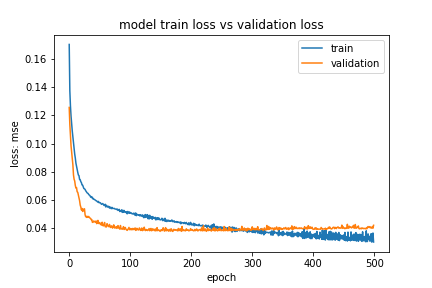 model train loss vs validation loss
train
validation
0.16
0.14
0.12
0.10
0.08
0.06
0.04
loss: mse
0 100 200 300 400 500
epoch